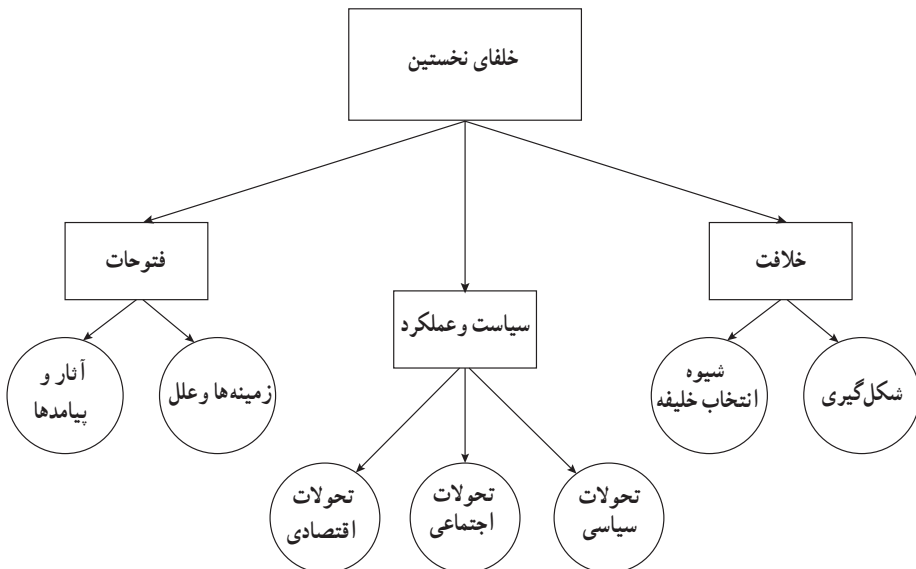 خلفای نخستین
خلافت
سیاست و عملکرد
فتوحات
شکل‌گیری
شیوه
انتخاب خلیفه
تحولات
سیاسی
تحولات
اجتماعی
تحولات
اقتصادی
زمینه‌ها و علل
آثار و
پیامدها